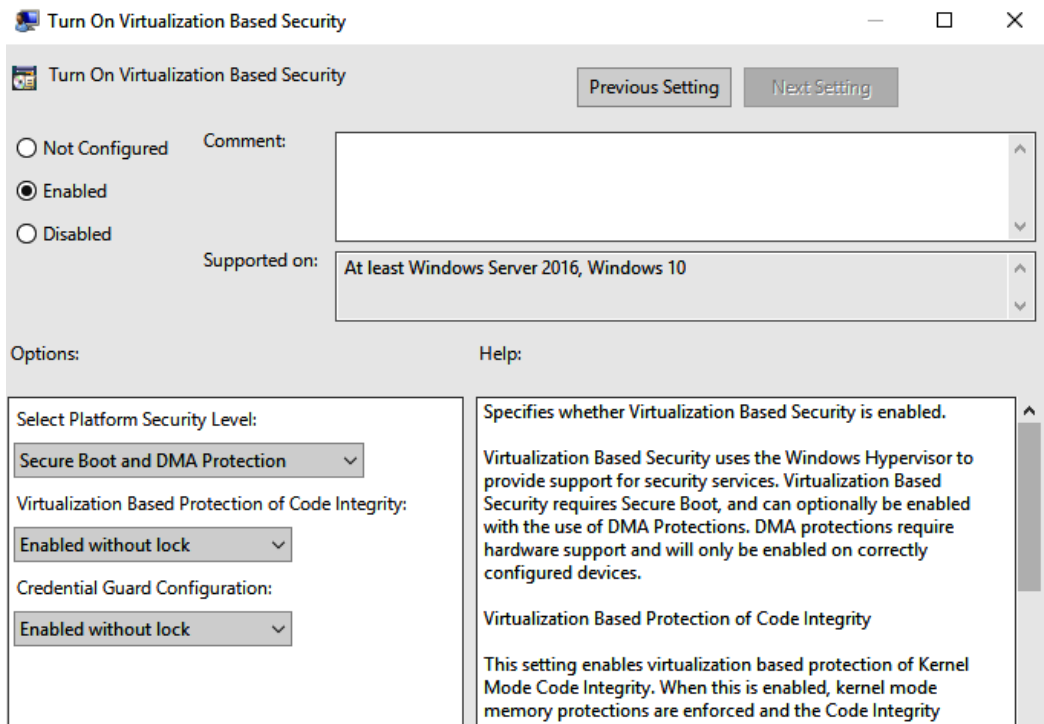 Turn On Virtualization Based Security
Turn On Virtualization Based Security
Previous Setting
Next Setting
Not Configured
Enabled
Disabled
Comment:
Supported on:
At least Windows Server 2016, Windows 10
Options:
Help:
Select Platform Security Level:
Secure Boot and DMA Protection
Virtualization Based Protection of Code Integrity:
Enabled without lock
Credential Guard Configuration:
Enabled without lock
Specifies whether Virtualization Based Security is enabled.
Virtualization Based Security uses the Windows Hypervisor to
provide support for security services. Virtualization Based
Security requires Secure Boot, and can optionally be enabled
with the use of DMA Protections. DMA protections require
hardware support and will only be enabled on correctly
configured devices.
Virtualization Based Protection of Code Integrity
This setting enables virtualization based protection of Kernel
Mode Code Integrity. When this is enabled, kernel mode
memory protections are enforced and the Code Integrity